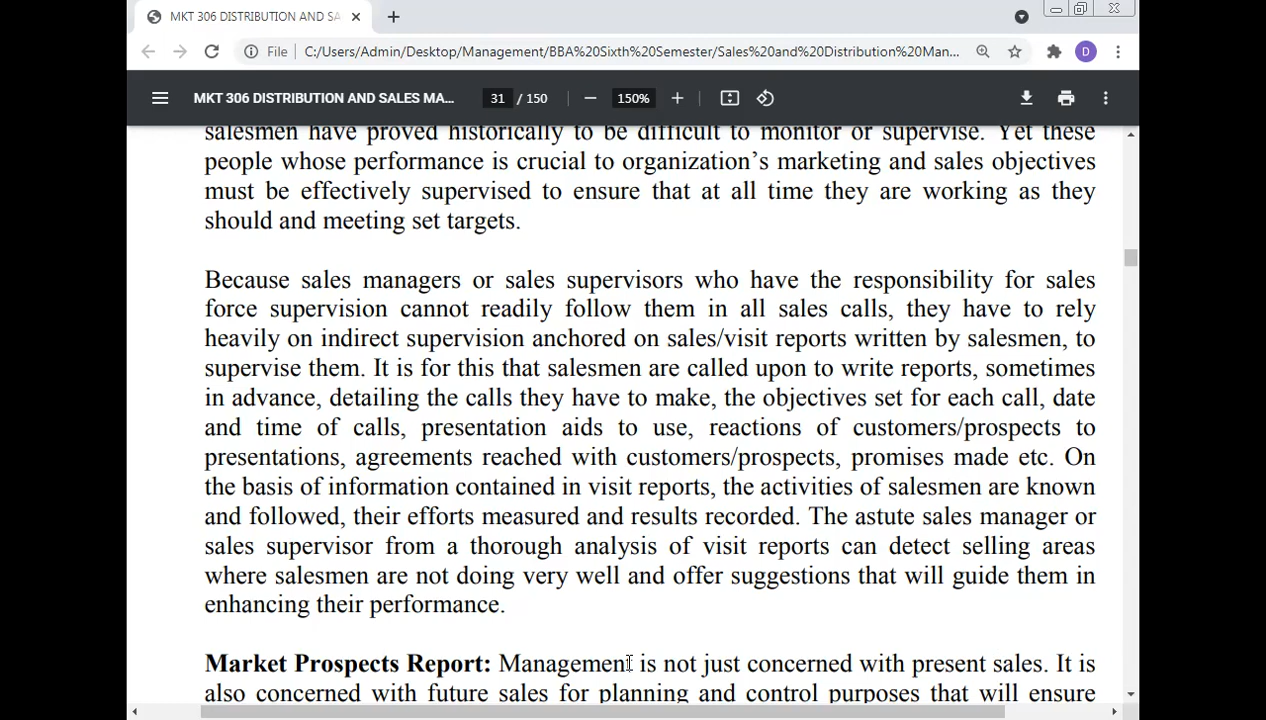 MKT 306 DISTRIBUTION AND SA
File C:/Users/Admin/Desktop/Management/BBA%20Sixth%20Semester/Sales%20and%20Distribution%20Man...
D
MKT 306 DISTRIBUTION AND SALES MA...
31 / 150
150%
salesmen have proved historically to be difficult to monitor or supervise. Yet these
people whose performance is crucial to organization’s marketing and sales objectives
must be effectively supervised to ensure that at all time they are working as they
should and meeting set targets.
Because sales managers or sales supervisors who have the responsibility for sales
force supervision cannot readily follow them in all sales calls, they have to rely
heavily on indirect supervision anchored on sales/visit reports written by salesmen, to
supervise them. It is for this that salesmen are called upon to write reports, sometimes
in advance, detailing the calls they have to make, the objectives set for each call, date
and time of calls, presentation aids to use, reactions of customers/prospects to
presentations, agreements reached with customers/prospects, promises made etc. On
the basis of information contained in visit reports, the activities of salesmen are known
and followed, their efforts measured and results recorded. The astute sales manager or
sales supervisor from a thorough analysis of visit reports can detect selling areas
where salesmen are not doing very well and offer suggestions that will guide them in
enhancing their performance.
Market Prospects Report: Management is not just concerned with present sales. It is
also concerned with future sales for planning and control purposes that will ensure